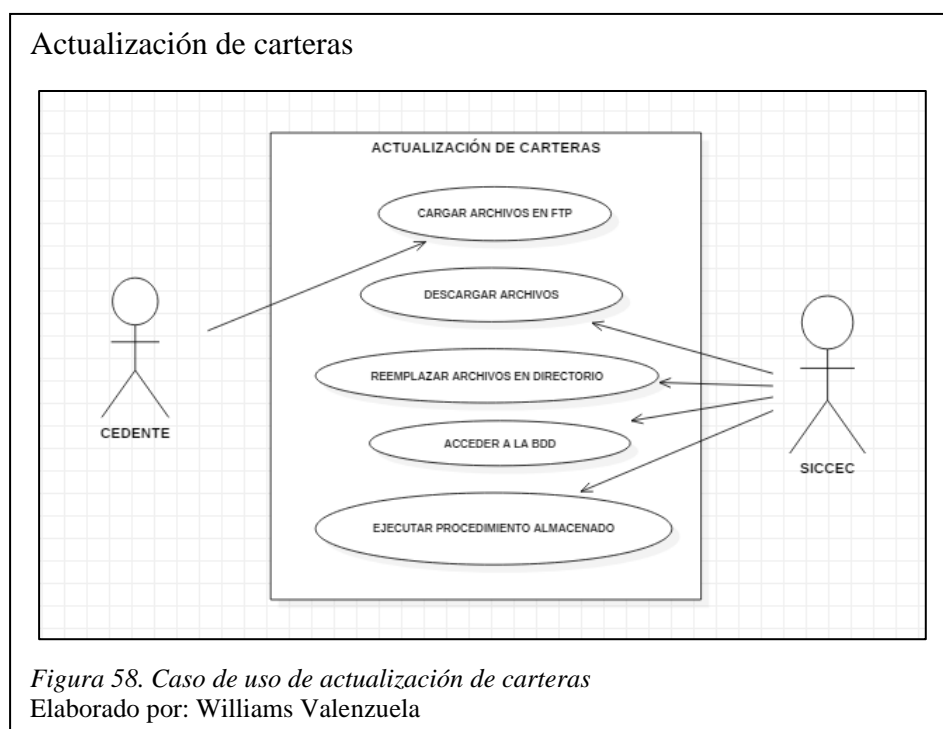 Actualización de carteras
ACTUALIZACIÓN DE CARTERAS
CARGAR ARCHIVOS EN FTP
DESCARGAR ARCHIVOS
REEMPLAZAR ARCHIVOS EN DIRECTORIO
ACCEDER A LA BDD
EJECUTAR PROCEDIMIENTO ALMACENADO
CEDENTE
SICCEC
Figura 58. Caso de uso de actualización de carteras
Elaborado por: Williams Valenzuela